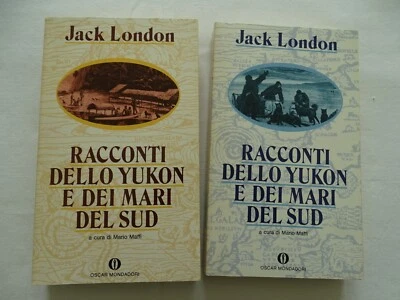 Jack London
RACCONTI
DELLO YUKON
E DEI MARI
DEL SUD
a cura di Mario Maffi
OSCAR MONDADORI
Jack London
RACCONTI
DELLO YUKON
E DEI MARI
DEL SUD
a cura di Mario Maffi
OSCAR MONDADORI